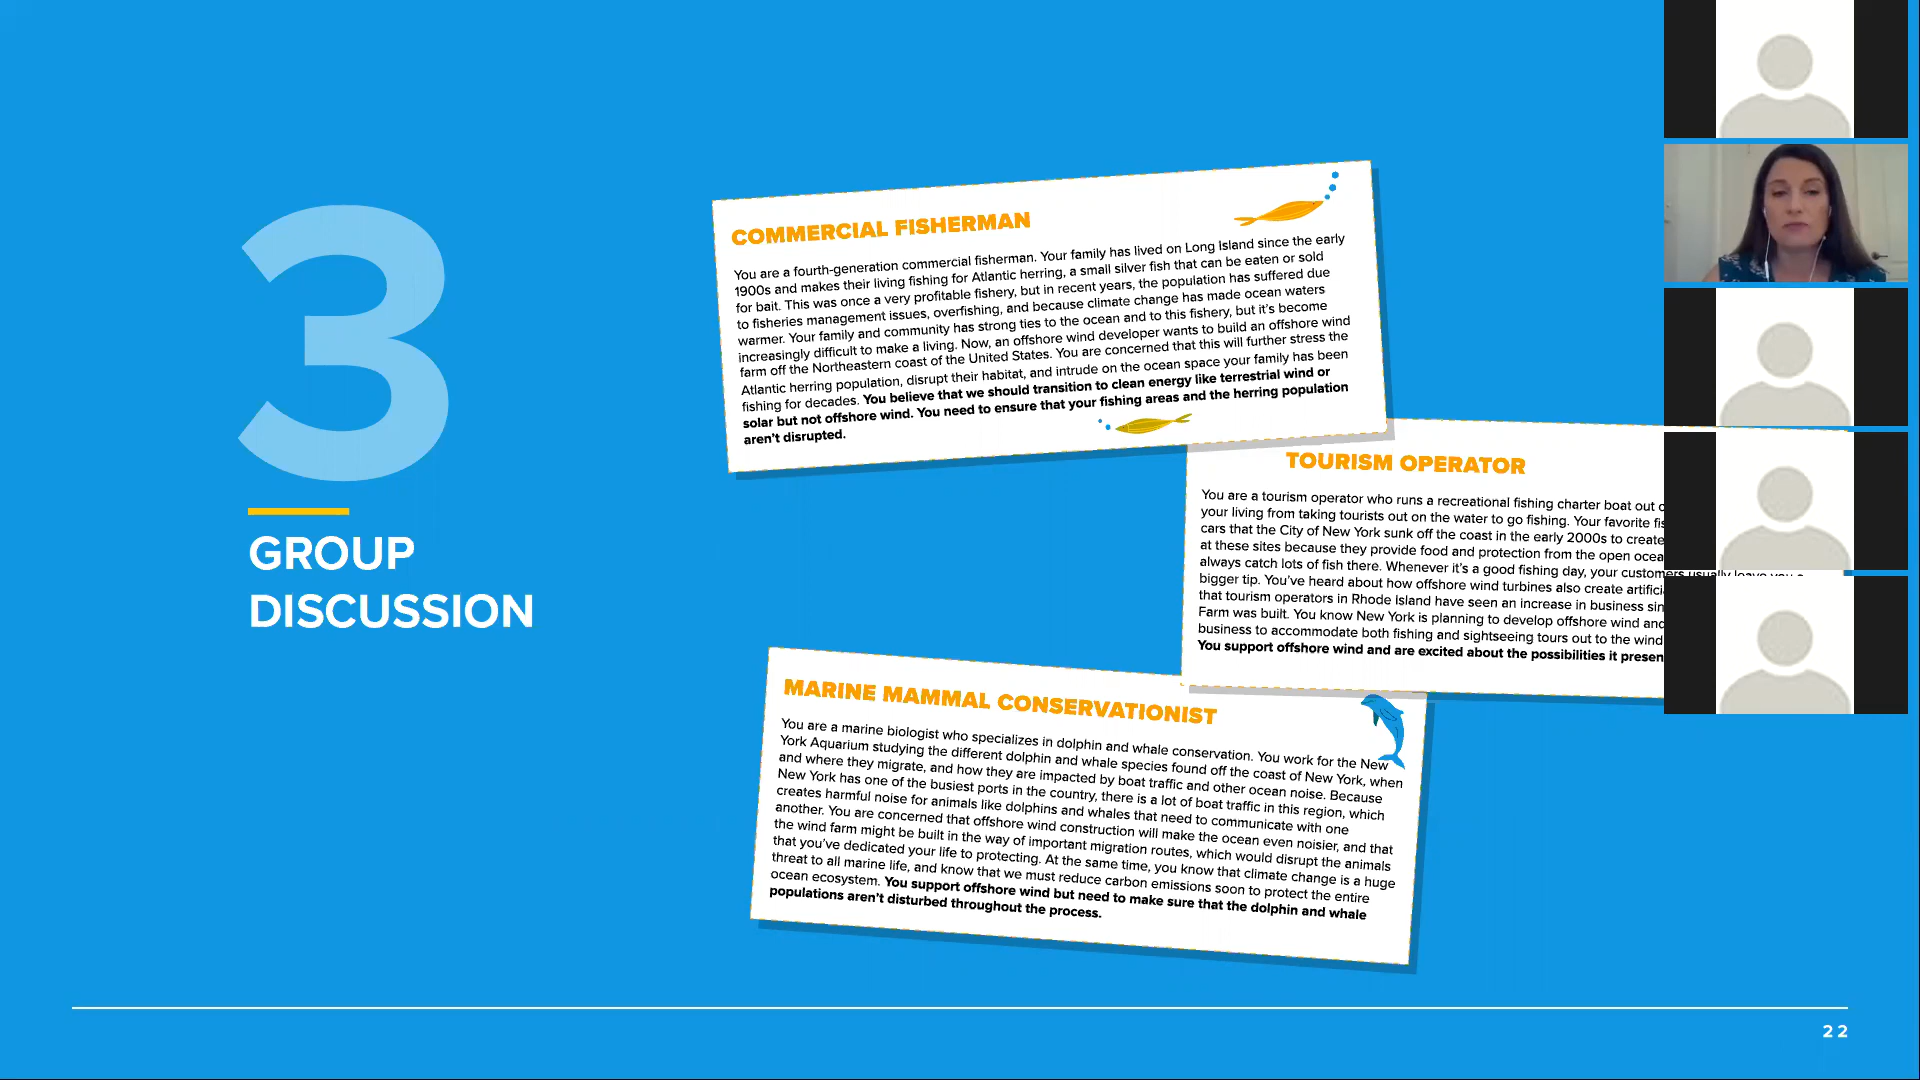 3
GROUP
DISCUSSION
COMMERCIAL FISHERMAN
You are a fourth-generation commercial fisherman. Your family has lived on Long Island since the early
1900s and makes their living fishing for Atlantic herring, a small silver fish that can be eaten or sold
for bait. This was once a very profitable fishery, but in recent years, the population has suffered due
to fisheries management issues, overfishing, and because climate change has made ocean waters
warmer. Your family and community has strong ties to the ocean and to this fishery, but it's become
increasingly difficult to make a living. Now, an offshore wind developer wants to build an offshore wind
farm off the Northeastern coast of the United States. You are concerned that this will further stress the
Atlantic herring population, disrupt their habitat, and intrude on the ocean space your family has been
fishing for decades. You believe that we should transition to clean energy like terrestrial wind or
solar but not offshore wind. You need to ensure that your fishing areas and the herring population
aren't disrupted.
TOURISM OPERATOR
You are a tourism operator who runs a recreational fishing charter boat out
your living from taking tourists out on the water to go fishing. Your favorite
cars that the City of New York sunk off the coast in the early 2000s to create
at these sites because they provide food and protection from the open
always catch lots of fish there. Whenever it's a good fishing day, your customers usually leave you a
bigger tip. You've heard about how offshore wind turbines also create
that tourism operators in Rhode Island have seen an increase in business
Farm was built. You know New York is planning to develop offshore wind and
business to accommodate both fishing and sightseeing tours out to the wind
You support offshore wind and are excited about the possibilities it
MARINE MAMMAL CONSERVATIONIST
You are a marine biologist who specializes in dolphin and whale conservation. You work for the New
York Aquarium studying the different dolphin and whale species found off the coast of New York, when
and where they migrate, and how they are impacted by boat traffic and other ocean noise. Because
New York has one of the busiest ports in the country, there is a lot of boat traffic in this region, which
creates harmful noise for animals like dolphins and whales that need to communicate with one
another. You are concerned that offshore wind construction will make the ocean even noisier, and that
the wind farm might be built in the way of important migration routes, which would disrupt the animals
that you've dedicated your life to protecting. At the same time, you know that climate change is a huge
threat to all marine life, and know that we must reduce carbon emissions soon to protect the entire
ocean ecosystem. You support offshore wind but need to make sure that the dolphin and whale
populations aren't disturbed throughout the process.
22